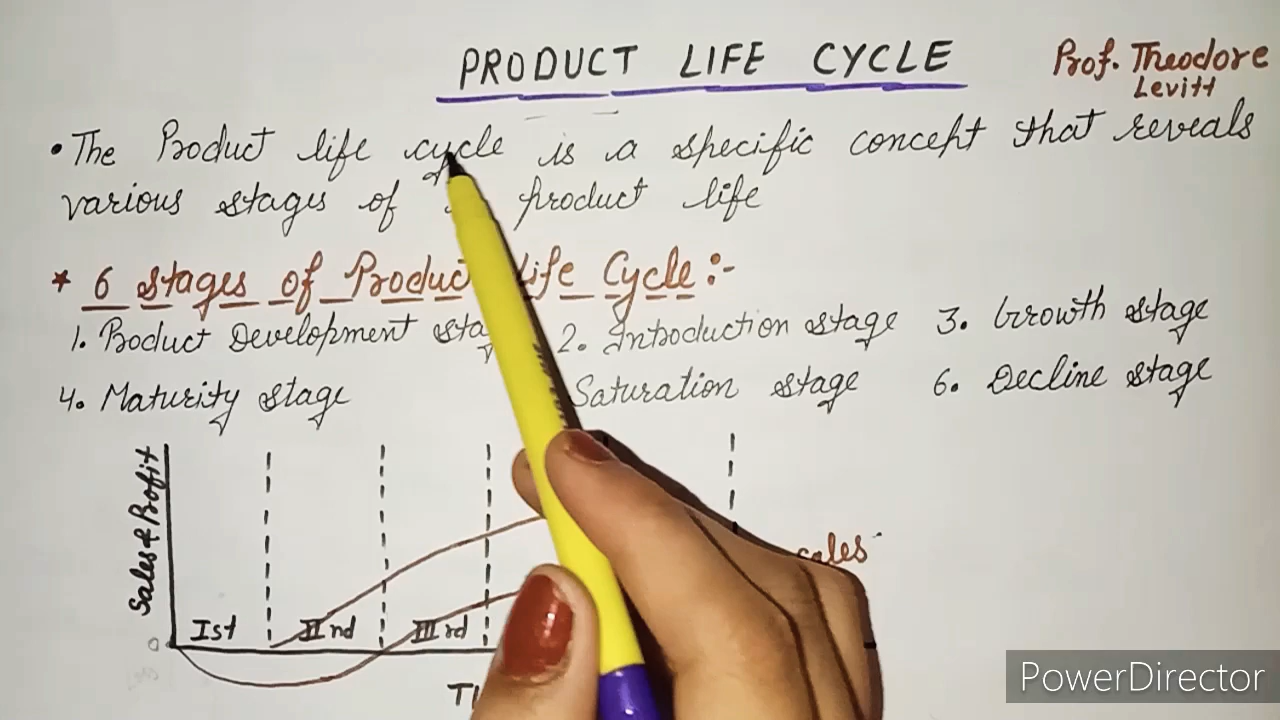 PRODUCT LIFE CYCLE
Prof. Theodore
Levitt
• The Product life cycle is a specific concept that reveals
various stages of product life
* 6 stages of Product life Cycle:-
1. Product Development 2. Introduction stage 3. Growth stage
4. Maturity stage Saturation stage 6. Decline stage
Sales & Profit
sales
Ist IInd IIIrd
0
PowerDirector